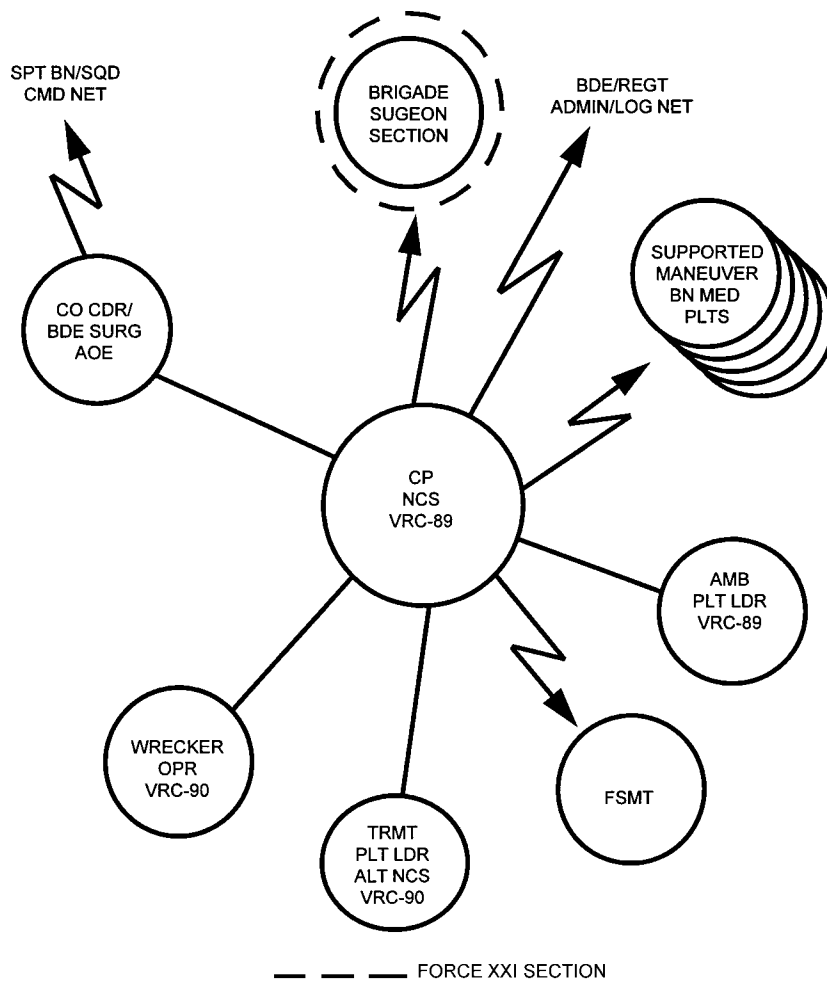 SPT BN/SQD
CMD NET
BRIGADE
SUGEON
SECTION
BDE/REGT
ADMIN/LOG NET
SUPPORTED
MANEUVER
BN MED
PLTS
CO CDR/
BDE SURG
AOE
CP
NCS
VRC-89
AMB
PLT LDR
VRC-89
WRECKER
OPR
VRC-90
FSMT
TRMT
PLT LDR
ALT NCS
VRC-90
FORCE XXI SECTION